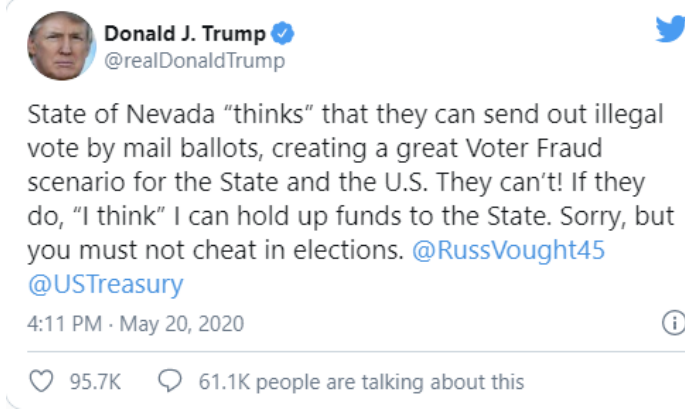 Donald J. Trump
@realDonaldTrump
State of Nevada “thinks” that they can send out illegal
vote by mail ballots, creating a great Voter Fraud
scenario for the State and the U.S. They can’t! If they
do, “I think” I can hold up funds to the State. Sorry, but
you must not cheat in elections. @RussVought45
@USTreasury
4:11 PM · May 20, 2020
95.7K 61.1K people are talking about this